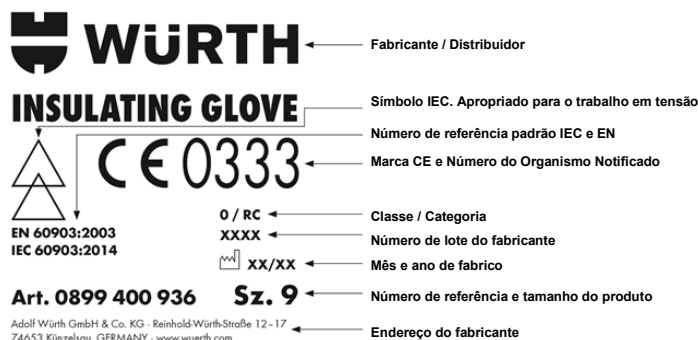 WÜRTH
Fabricante / Distribuidor
INSULATING GLOVE
Símbolo IEC. Apropriado para o trabalho em tensão
Número de referência padrão IEC e EN
CE 0333
Marca CE e Número do Organismo Notificado
EN 60903:2003
IEC 60903:2014
0 / RC
Classe / Categoria
XXXX
Número de lote do fabricante
xx/xx
Mês e ano de fabrico
Art. 0899 400 936
Sz. 9
Número de referência e tamanho do produto
Adolf Würth GmbH & Co. KG · Reinhold-Würth-Straße 12–17
74653 Künzelsau, GERMANY · www.wuerth.com
Endereço do fabricante